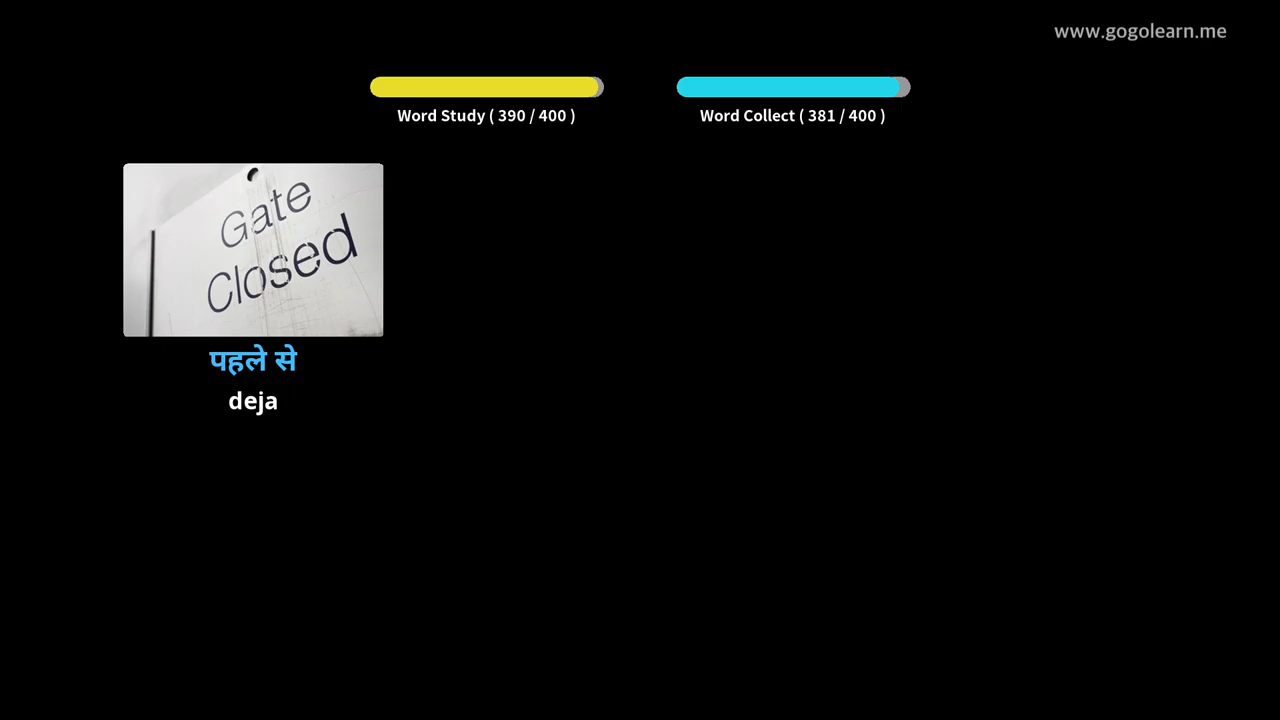 www.gogolearn.me
Word Study ( 390 / 400 )
Word Collect ( 381 / 400 )
Gate
Closed
पहले से
deja